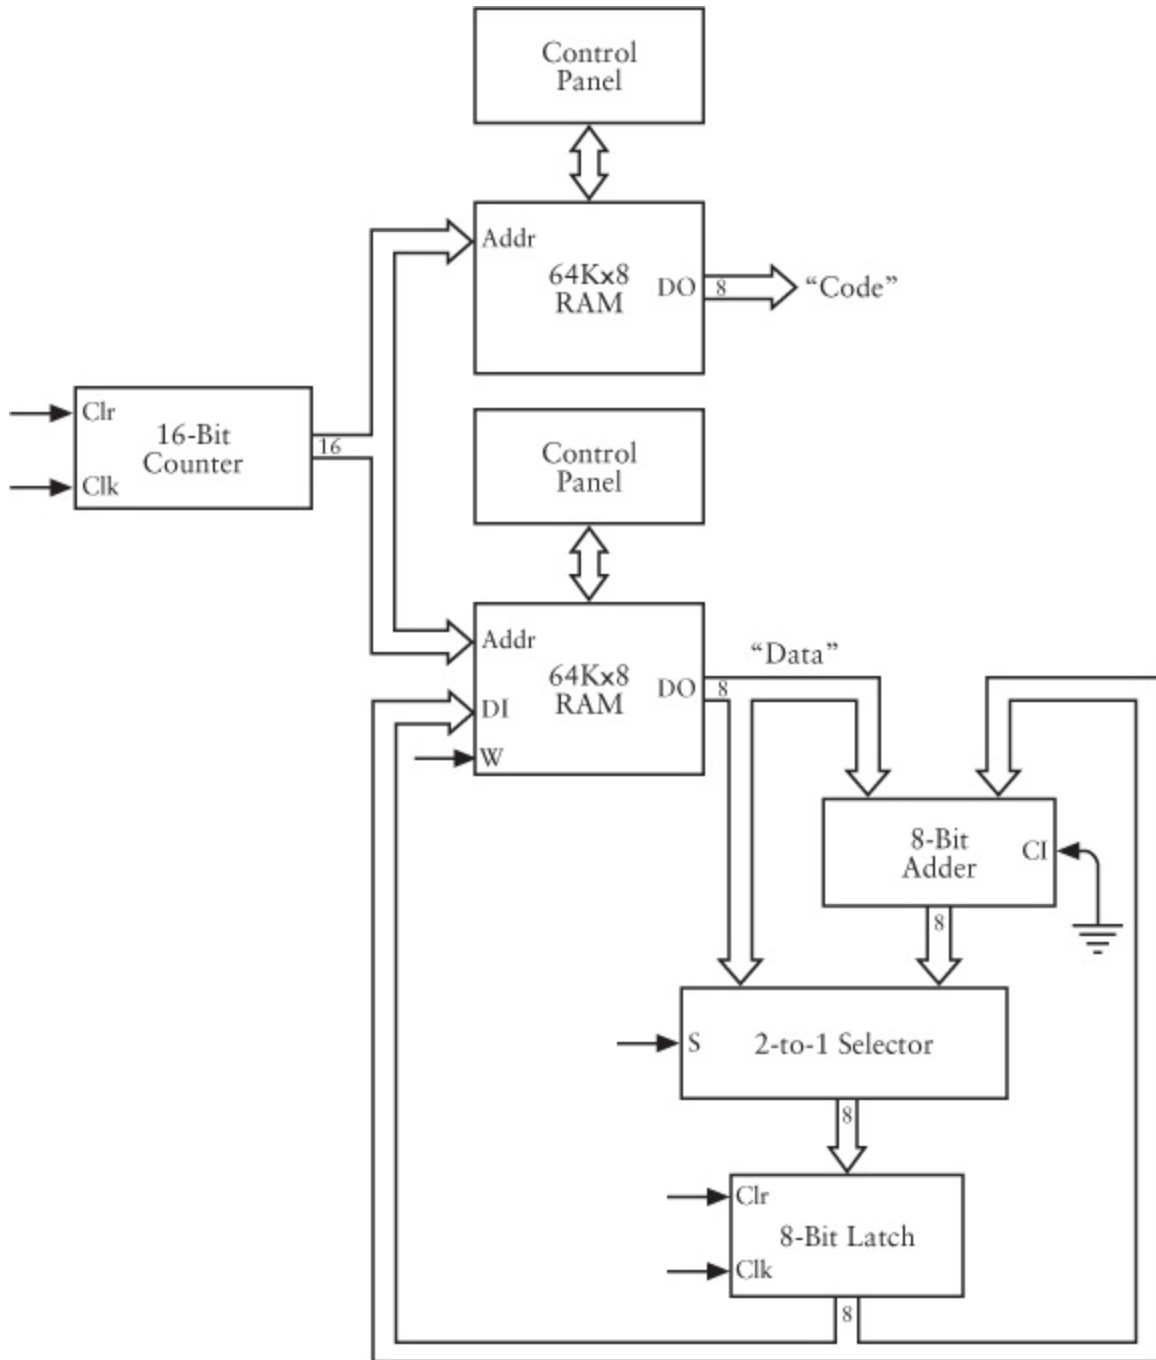 Control
Panel
Addr
64Kx8
RAM
DO
8
“Code”
Clr
16-Bit
Counter
Clk
16
Control
Panel
Addr
64Kx8
RAM
DI
DO
W
8
“Data”
8-Bit
Adder
CI
8
S
2-to-1 Selector
8
Clr
8-Bit Latch
Clk
8